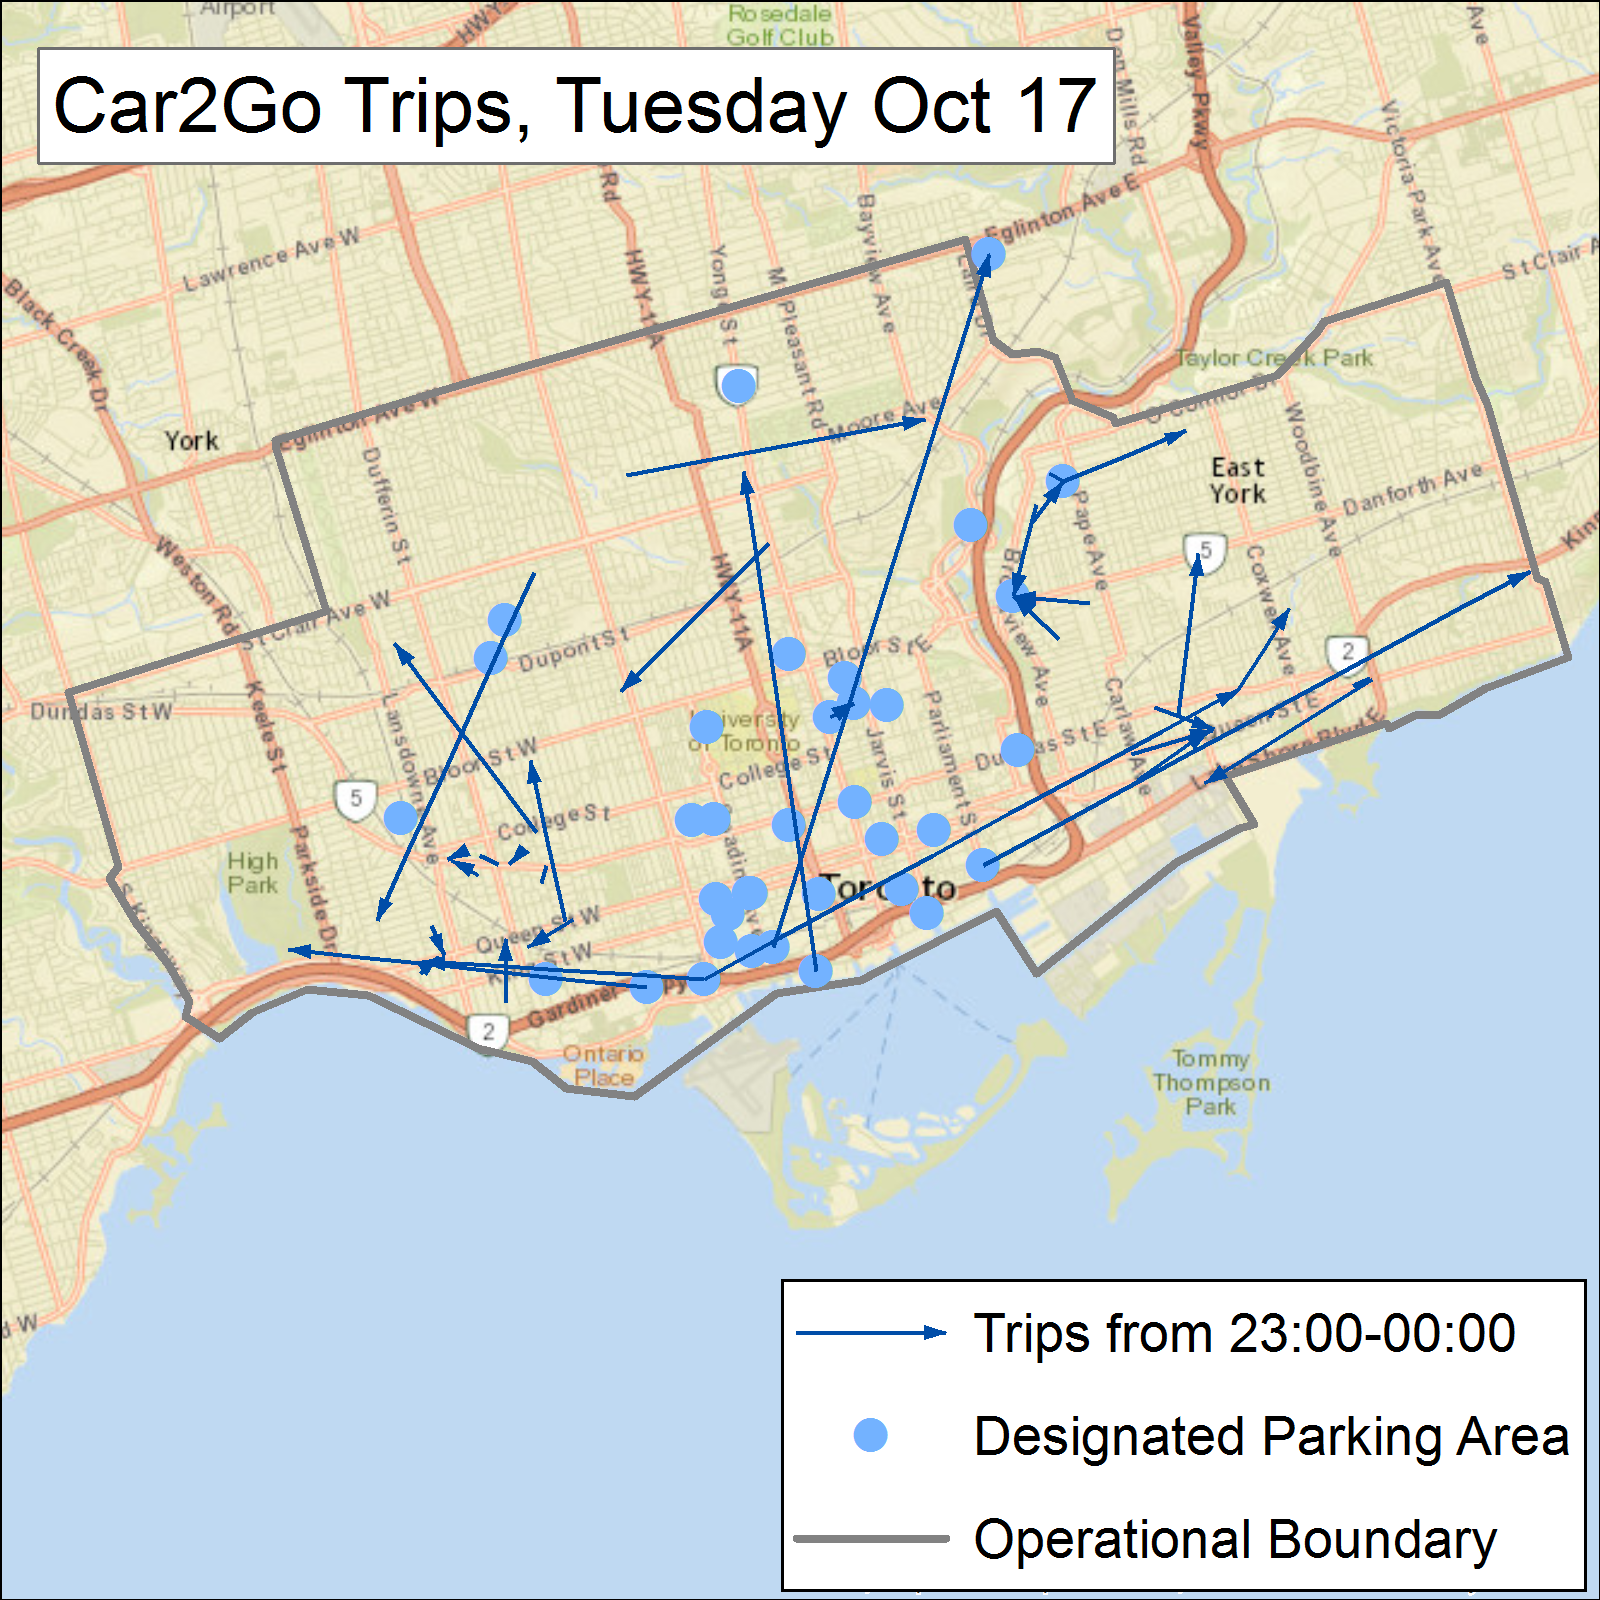 Airport
HWY
Rosedale
Golf Club
Car2Go Trips, Tuesday Oct 17
Valley Pkwy
Don Mills Rd
Ave
Victoria Park Ave
Rd
Bayview Ave
Eglinton Ave E
Lawrence Ave W
HWY-11A
Yonge St
Mt Pleasant Rd
St Clair A
Black Creek Dr
Laird Dr
Taylor Creek Park
O Connor Dr
York
Eglinton Ave W
Moore Ave
Woodbine Ave
East
York
Dufferin St
Pape Ave
Danforth Ave
King
Weston Rd
HWY-11A
5
Coxwell Ave
St Clair Ave W
Dupont St
Bloor St E
view Ave
2
Dundas St W
Keele St
Lansdowne Ave
University
of Toronto
Parliament St
Carlaw Ave
Queen St E
Bloor St W
College St
Jarvis St
Dundas St E
Lake Shore Blvd E
5
College St
High
Park
Parkside Dr
Toronto
S Kingsway
Queen St W
King St W
Gardiner
2
Ontario
Place
Tommy
Thompson
Park
d W
Trips from 23:00-00:00
Designated Parking Area
Operational Boundary